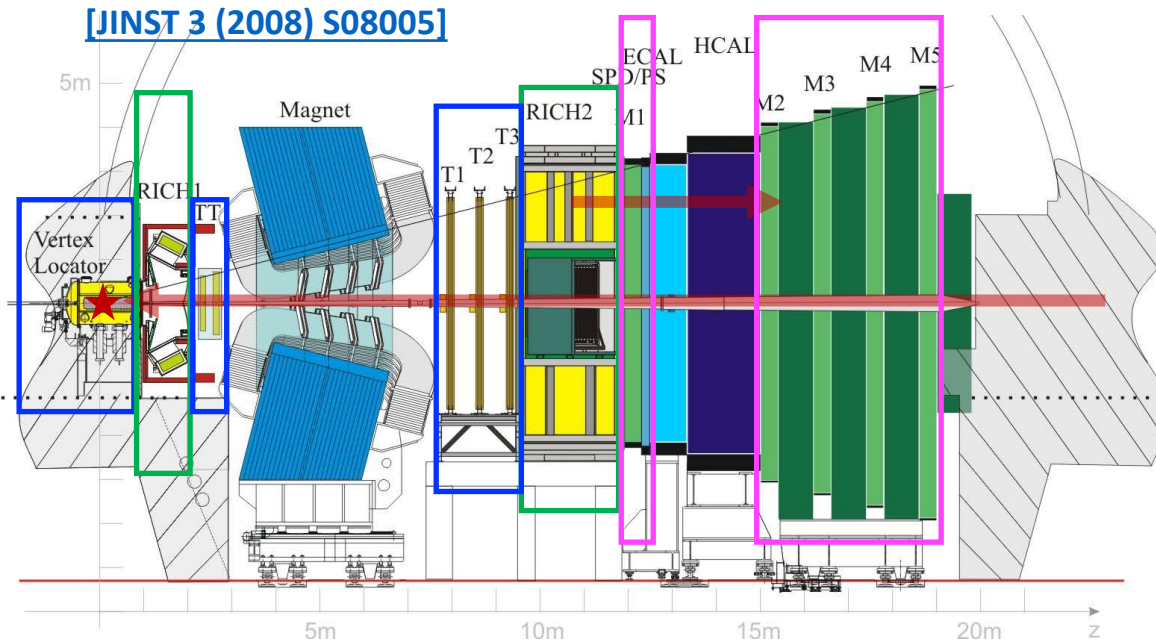 [JINST 3 (2008) S08005]
5m
Magnet
ECAL
HCAL
SPD/PS
M5
M4
M3
M2
RICH2
M1
T3
T2
T1
RICH1
TT
Vertex
Locator
5m
10m
15m
20m
z